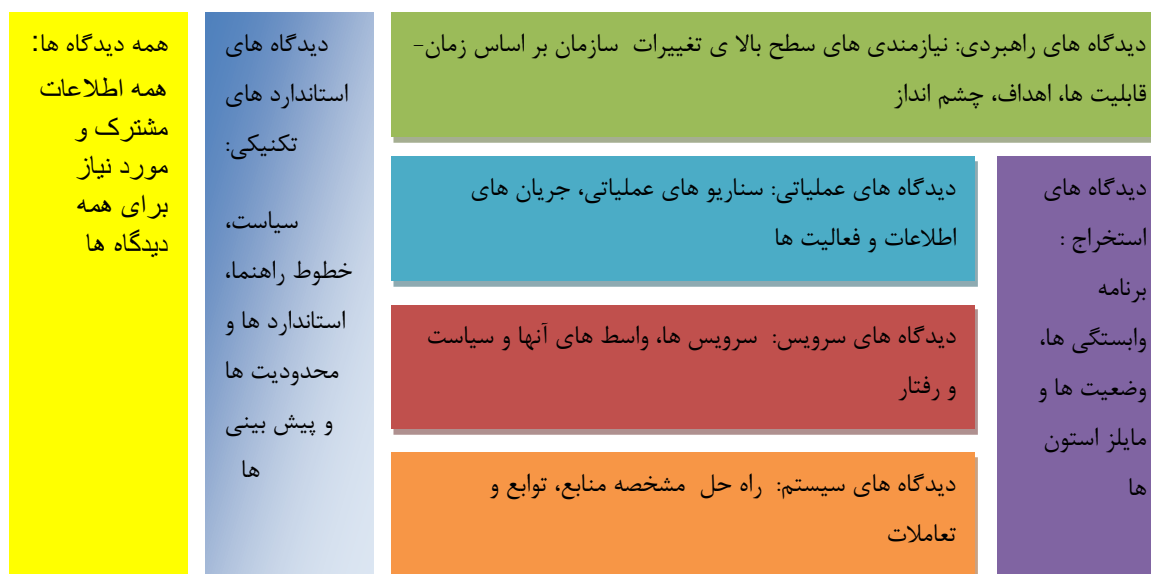 دیدگاه های راهبردی: نیازمندی های سطح بالا ی تغییرات سازمان بر اساس زمان-
قابلیت ها، اهداف، چشم انداز
دیدگاه های
استخراج :
برنامه
وابستگی ها،
وضعیت ها و
مایلز استون
ها
دیدگاه های عملیاتی: سناریو های عملیاتی، جریان های
اطلاعات و فعالیت ها
دیدگاه های سرویس: سرویس ها، واسط های آنها و سیاست
و رفتار
دیدگاه های سیستم: راه حل مشخصه منابع، توابع و
تعاملات
دیدگاه های
استاندارد های
تکنیکی:
سیاست،
خطوط راهنما،
استاندارد ها و
محدودیت ها
و پیش بینی
ها
همه دیدگاه ها:
همه اطلاعات
مشترک و
مورد نیاز
برای همه
دیدگاه ها